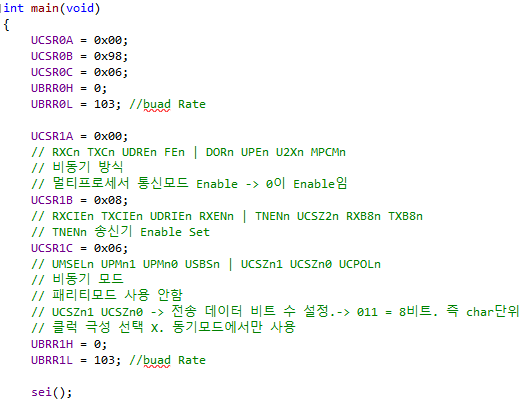 int main(void)
{
UCSR0A = 0x00;
UCSR0B = 0x98;
UCSR0C = 0x06;
UBRR0H = 0;
UBRR0L = 103; //buad Rate
UCSR1A = 0x00;
// RXCn TXCn UDREn FEn | DORn UPEn U2Xn MPCMn
// 비동기 방식
// 멀티프로세서 통신모드 Enable -> 0이 Enable임
UCSR1B = 0x08;
// RXCIEn TXCIEn UDRIEn RXENn | TNENn UCSZ2n RXB8n TXB8n
// TNENn 송신기 Enable Set
UCSR1C = 0x06;
// UMSELn UPMn1 UPMn0 USBSn | UCSZn1 UCSZn0 UCPOLn
// 비동기 모드
// 패리티모드 사용 안함
// UCSZn1 UCSZn0 -> 전송 데이터 비트 수 설정.-> 011 = 8비트. 즉 char단위
// 클럭 극성 선택 X. 동기모드에서만 사용
UBRR1H = 0;
UBRR1L = 103; //buad Rate
sei();